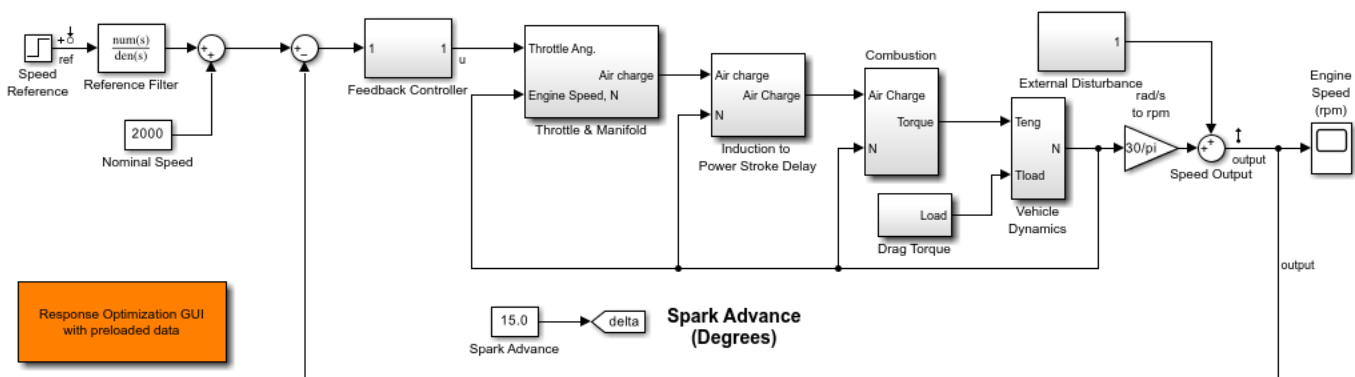 ref
Speed
Reference
num(s)
den(s)
Reference Filter
2000
Nominal Speed
1
1
Feedback Controller
u
Throttle Ang.
Air charge
Engine Speed, N
Throttle & Manifold
Air charge
Air Charge
N
Induction to
Power Stroke Delay
Combustion
Air Charge
Torque
N
Load
Drag Torque
Teng
N
Tload
Vehicle
Dynamics
1
External Disturbance
rad/s
to rpm
30/pi
Speed Output
output
Engine
Speed
(rpm)
output
Response Optimization GUI
with preloaded data
15.0
Spark Advance
delta
Spark Advance
(Degrees)